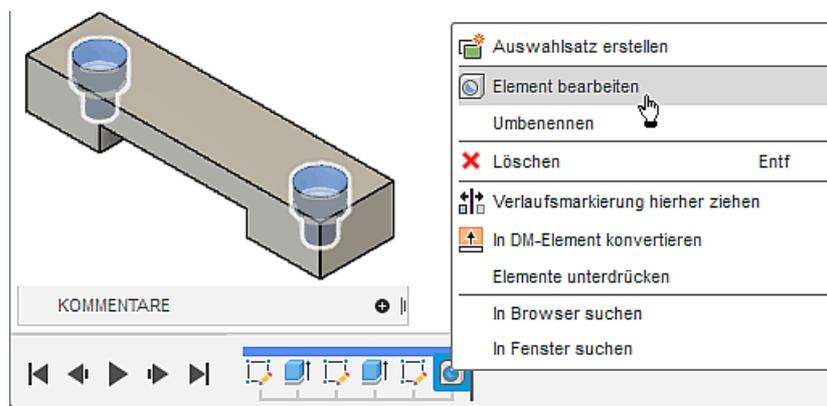 Auswahlsatz erstellen
Element bearbeiten
Umbenennen
Löschen Entf
Verlaufsmarkierung hierher ziehen
In DM-Element konvertieren
Elemente unterdrücken
In Browser suchen
In Fenster suchen
KOMMENTARE